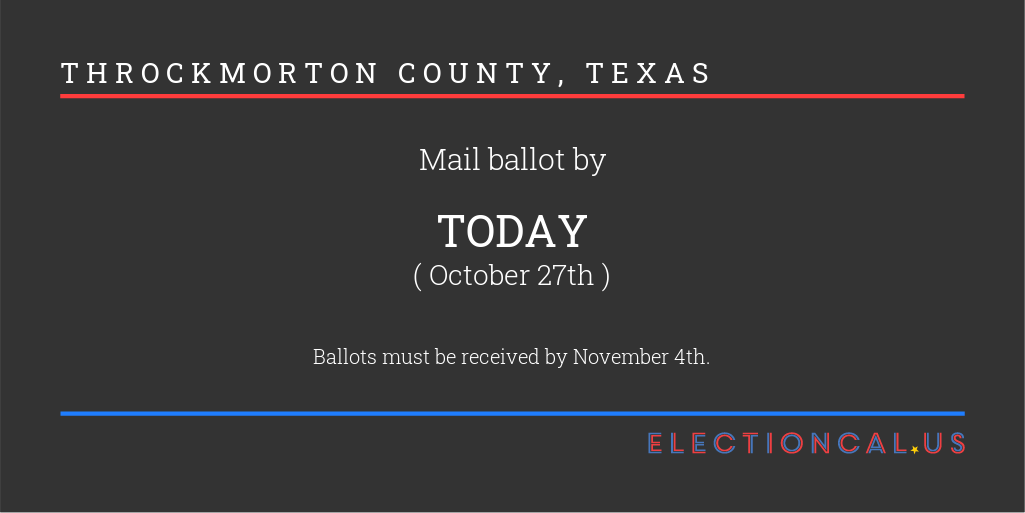 THROCKMORTON COUNTY, TEXAS
Mail ballot by
TODAY
( October 27th )
Ballots must be received by November 4th.
ELECTIONCAL.US